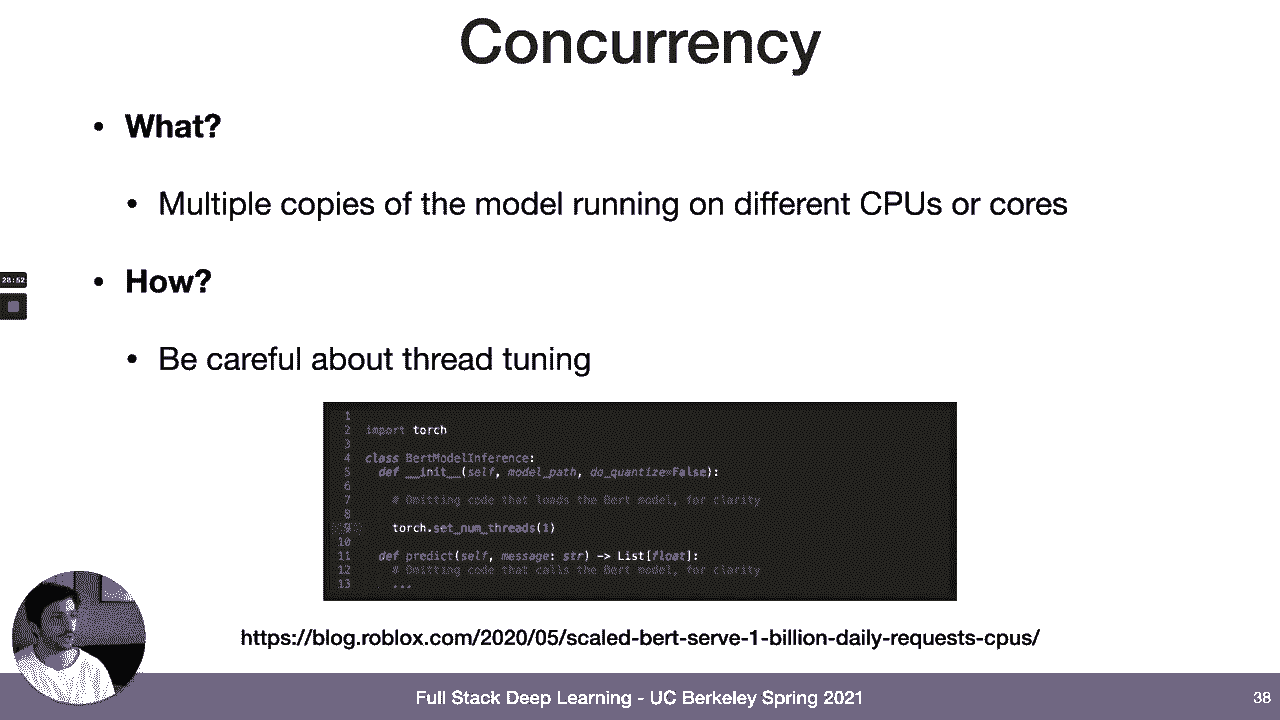 Concurrency
• What?
• Multiple copies of the model running on different CPUs or cores
28:52
• How?
• Be careful about thread tuning
1
2 import torch
3
4 class BertModelInference:
5 def __init__(self, model_path, do_quantize=False):
6
7 # Omitting code that loads the Bert model, for clarity
8
9 torch.set_num_threads(1)
10
11 def predict(self, message: str) -> List[float]:
12 # Omitting code that calls the Bert model, for clarity
13 ...
https://blog.roblox.com/2020/05/scaled-bert-serve-1-billion-daily-requests-cpus/
Full Stack Deep Learning - UC Berkeley Spring 2021
38